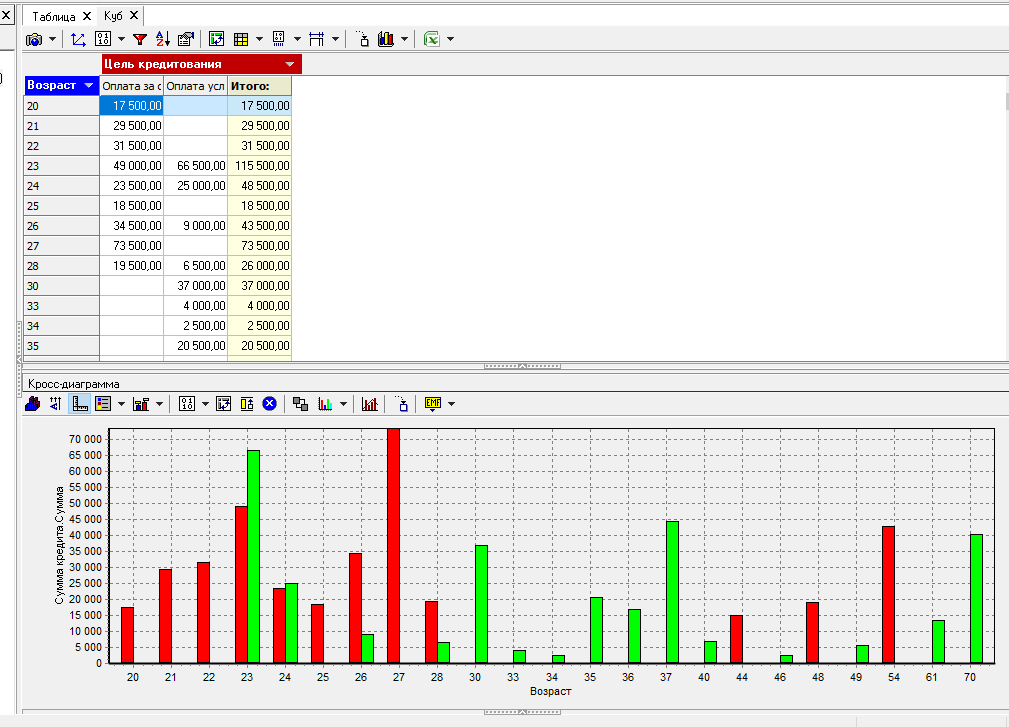 Таблица Куб
Цель кредитования
Возраст Оплата за с Оплата усл Итого:
20 17 500,00 17 500,00
21 29 500,00 29 500,00
22 31 500,00 31 500,00
23 49 000,00 66 500,00 115 500,00
24 23 500,00 25 000,00 48 500,00
25 18 500,00 18 500,00
26 34 500,00 9 000,00 43 500,00
27 73 500,00 73 500,00
28 19 500,00 6 500,00 26 000,00
30 37 000,00 37 000,00
33 4 000,00 4 000,00
34 2 500,00 2 500,00
35 20 500,00 20 500,00
Кросс-диаграмма
EMF
Сумма кредита.Сумма
70 000
65 000
60 000
55 000
50 000
45 000
40 000
35 000
30 000
25 000
20 000
15 000
10 000
5 000
0
20 21 22 23 24 25 26 27 28 30 33 34 35 36 37 40 44 46 48 49 54 61 70
Возраст